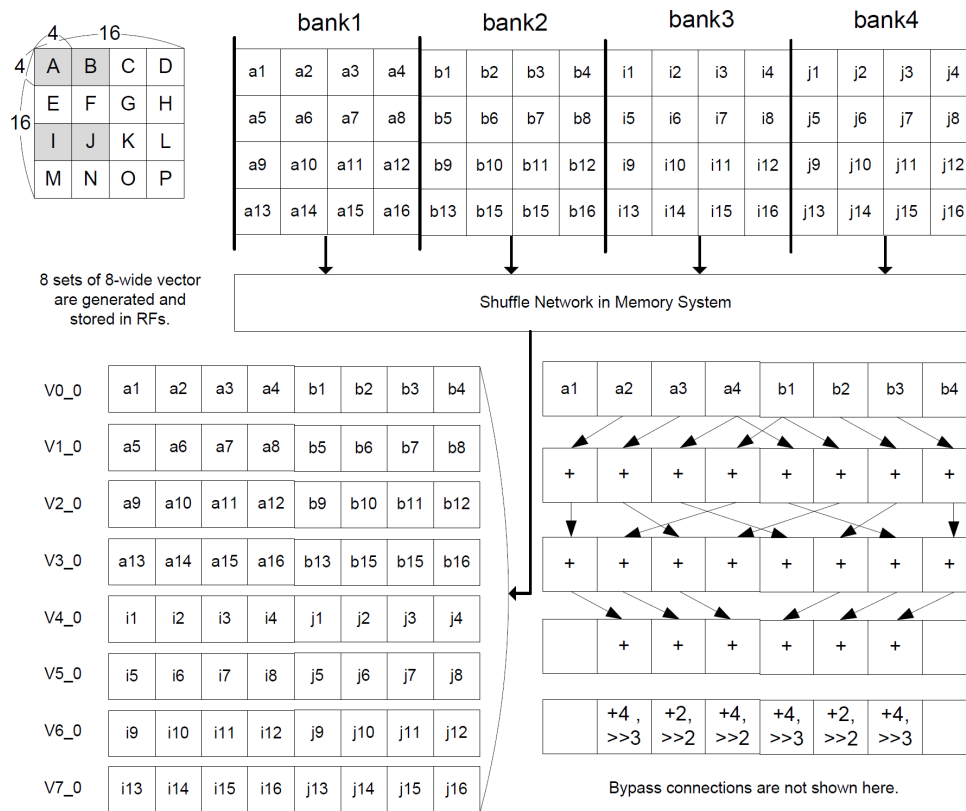 bank1 bank2 bank3 bank4
4 16
4
16
A B C D
E F G H
I J K L
M N O P
a1 a2 a3 a4 b1 b2 b3 b4 i1 i2 i3 i4 j1 j2 j3 j4
a5 a6 a7 a8 b5 b6 b7 b8 i5 i6 i7 i8 j5 j6 j7 j8
a9 a10 a11 a12 b9 b10 b11 b12 i9 i10 i11 i12 j9 j10 j11 j12
a13 a14 a15 a16 b13 b15 b15 b16 i13 i14 i15 i16 j13 j14 j15 j16
8 sets of 8-wide vector
are generated and
stored in RFs.
Shuffle Network in Memory System
V0_0 a1 a2 a3 a4 b1 b2 b3 b4
V1_0 a5 a6 a7 a8 b5 b6 b7 b8
V2_0 a9 a10 a11 a12 b9 b10 b11 b12
V3_0 a13 a14 a15 a16 b13 b15 b15 b16
V4_0 i1 i2 i3 i4 j1 j2 j3 j4
V5_0 i5 i6 i7 i8 j5 j6 j7 j8
V6_0 i9 i10 i11 i12 j9 j10 j11 j12
V7_0 i13 i14 i15 i16 j13 j14 j15 j16
a1 a2 a3 a4 b1 b2 b3 b4
+ + + + + + + +
+ + + + + + + +
+ + + + + +
+4 , +2, +4, +4, +2, +4,
>>3 >>2 >>2 >>3 >>2 >>3
Bypass connections are not shown here.